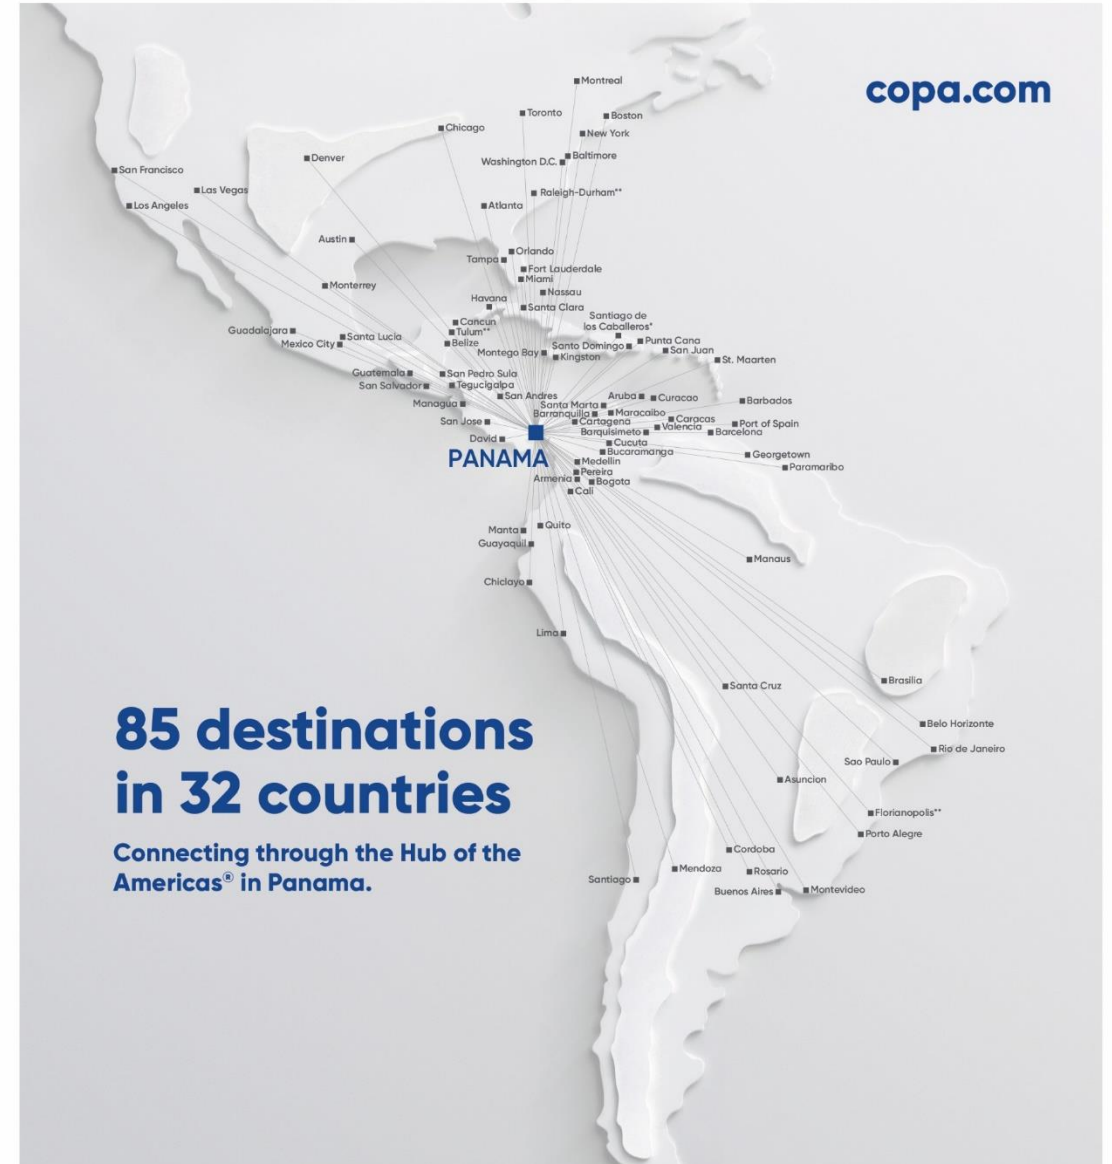 Montreal
copa.com
Toronto
Boston
Chicago
New York
Baltimore
Washington D.C.
Denver
San Francisco
Las Vegas
Raleigh-Durham**
Los Angeles
Atlanta
Austin
Orlando
Tampa
Fort Lauderdale
Miami
Monterrey
Nassau
Havana
Santa Clara
Santiago de
los Caballeros*
Cancun
Tulum**
Guadalajara
Santa Lucia
Mexico City
Belize
Santo Domingo
Punta Cana
San Juan
Montego Bay
Kingston
St. Maarten
Guatemala
San Pedro Sula
San Salvador
Tegucigalpa
San Andres
Aruba
Curacao
Barbados
Managua
Santa Marta
Barranquilla
Maracaibo
San Jose
Cartagena
Caracas
Port of Spain
Valencia
Barquisimeto
Barcelona
David
Cucuta
PANAMA
Bucaramanga
Georgetown
Medellin
Paramaribo
Pereira
Armenia
Bogota
Cali
Manta
Quito
Guayaquil
Manaus
Chiclayo
Lima
Brasilia
Santa Cruz
85 destinations
in 32 countries
Belo Horizonte
Rio de Janeiro
Sao Paulo
Asuncion
Florianopolis**
Porto Alegre
Connecting through the Hub of the
Americas® in Panama.
Cordoba
Mendoza
Rosario
Santiago
Buenos Aires
Montevideo